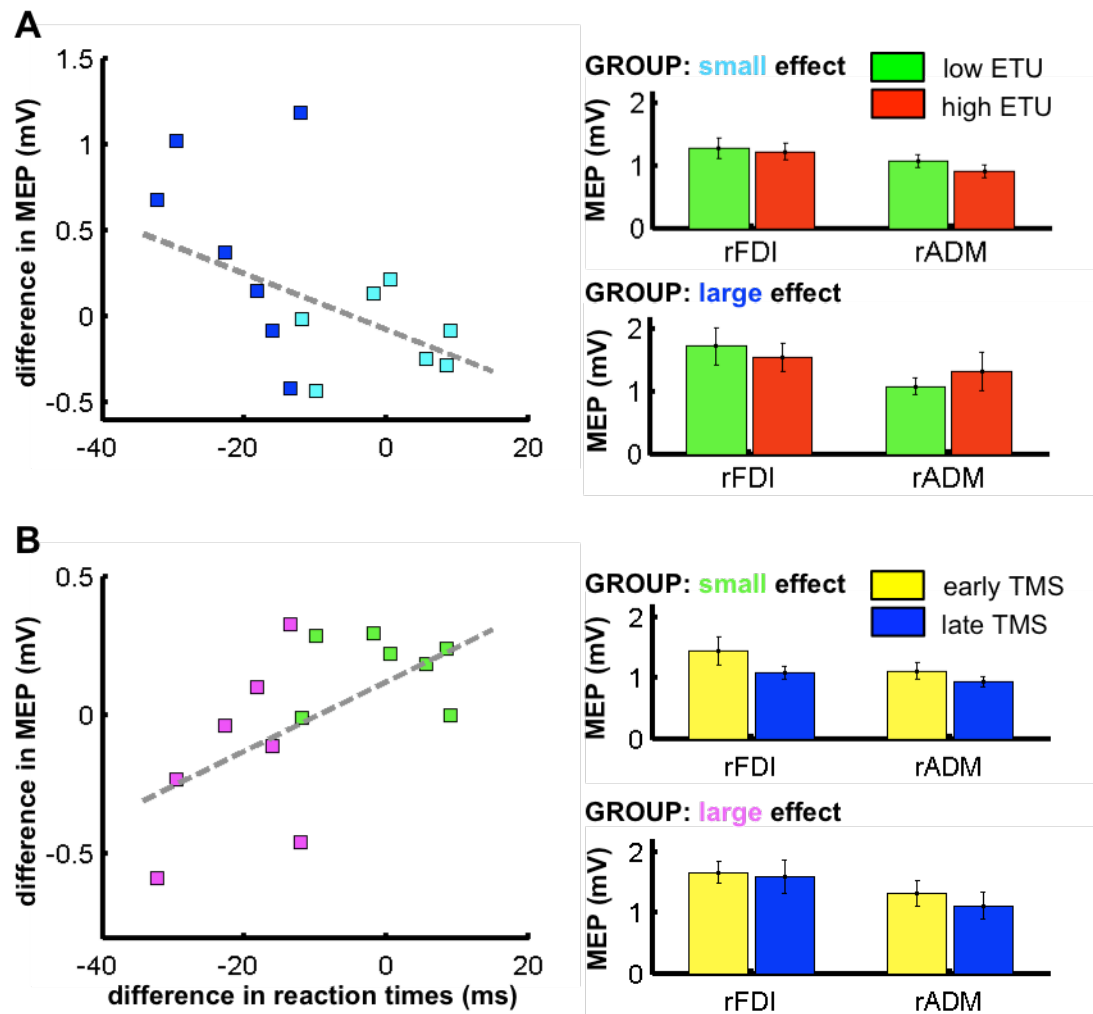 A
1.5
1
0.5
0
-0.5
-40
-20
0
20
difference in MEP (mV)
GROUP: small effect
low ETU
high ETU
MEP (mV)
2
1
0
rFDI
rADM
GROUP: large effect
MEP (mV)
2
1
0
rFDI
rADM
B
0.5
0
-0.5
-40
-20
0
20
difference in MEP (mV)
difference in reaction times (ms)
GROUP: small effect
early TMS
late TMS
MEP (mV)
2
1
0
rFDI
rADM
GROUP: large effect
MEP (mV)
2
1
0
rFDI
rADM